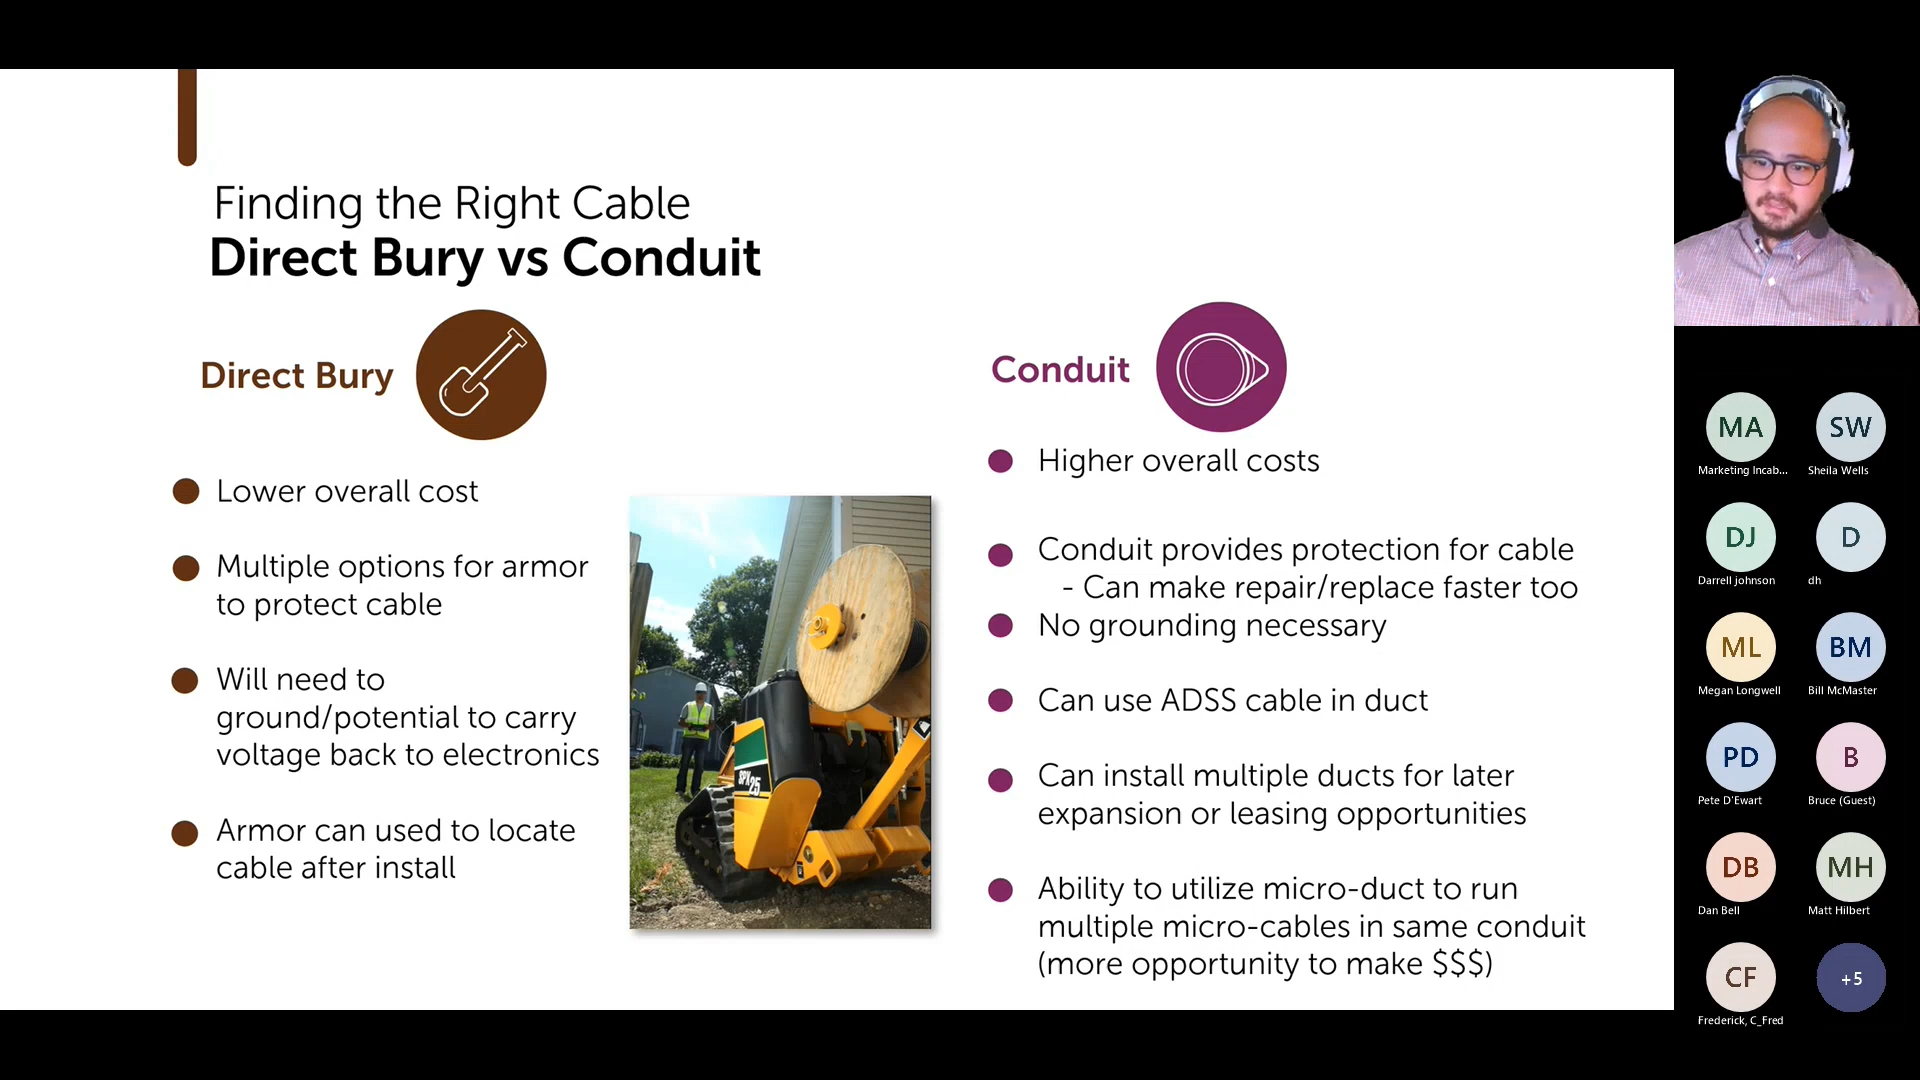 Finding the Right Cable
Direct Bury vs Conduit
Direct Bury
Lower overall cost
Multiple options for armor
to protect cable
Will need to
ground/potential to carry
voltage back to electronics
Armor can used to locate
cable after install
SPX
25
Conduit
Higher overall costs
Conduit provides protection for cable
- Can make repair/replace faster too
No grounding necessary
Can use ADSS cable in duct
Can install multiple ducts for later
expansion or leasing opportunities
Ability to utilize micro-duct to run
multiple micro-cables in same conduit
(more opportunity to make $$$)
MA
SW
Marketing Incab...
Sheila Wells
DJ
D
Darrell johnson
dh
ML
BM
Megan Longwell
Bill McMaster
PD
B
Pete D'Ewart
Bruce (Guest)
DB
MH
Dan Bell
Matt Hilbert
CF
+5
Frederick, C_Fred